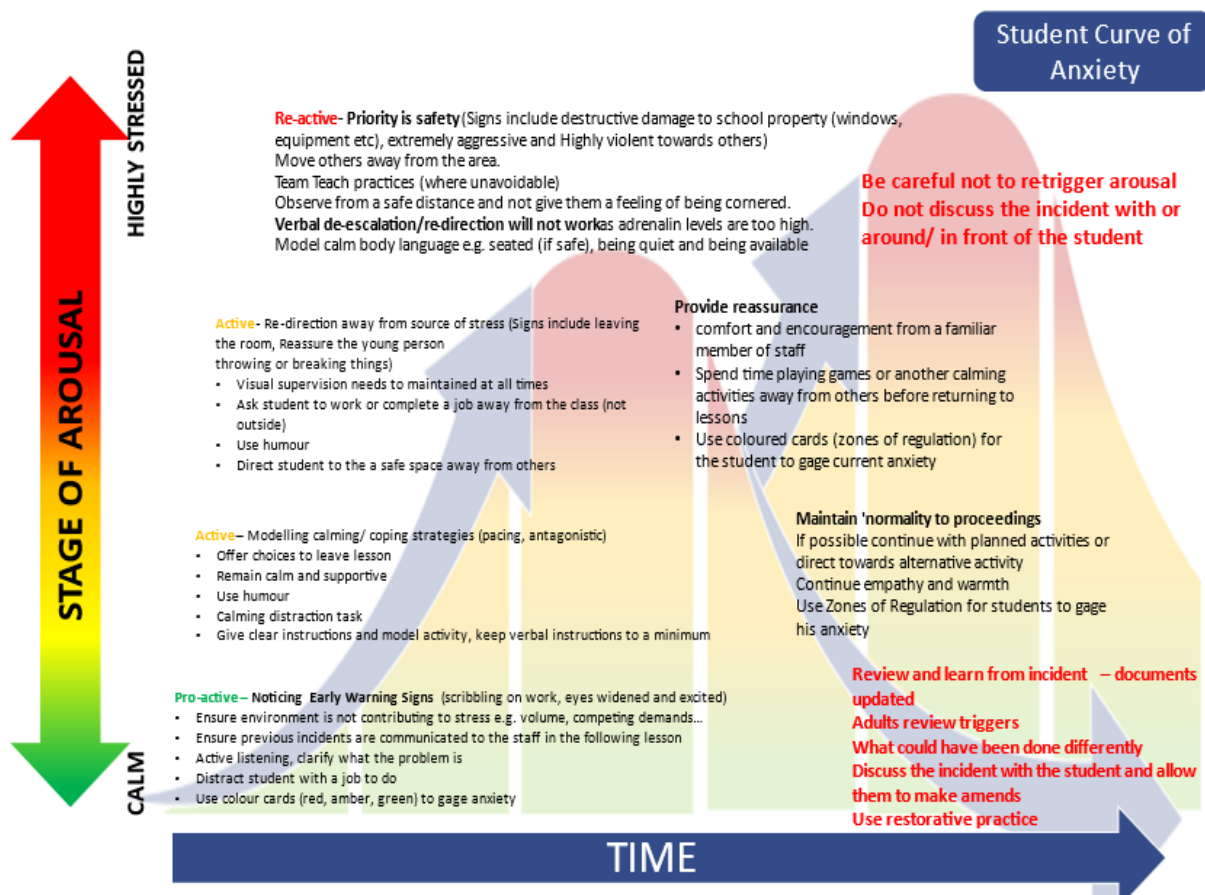 Student Curve of
Anxiety
HIGHLY STRESSED
STAGE OF AROUSAL
CALM
Re-active- Priority is safety (Signs include destructive damage to school property (windows,
equipment etc), extremely aggressive and Highly violent towards others)
Move others away from the area.
Team Teach practices (where unavoidable)
Observe from a safe distance and not give them a feeling of being cornered.
Verbal de-escalation/re-direction will not workas adrenalin levels are too high.
Model calm body language e.g. seated (if safe), being quiet and being available
Be careful not to re-trigger arousal
Do not discuss the incident with or
around/ in front of the student
Active- Re-direction away from source of stress (Signs include leaving
the room, Reassure the young person
throwing or breaking things)
• Visual supervision needs to maintained at all times
• Ask student to work or complete a job away from the class (not
outside)
• Use humour
• Direct student to the a safe space away from others
Provide reassurance
• comfort and encouragement from a familiar
member of staff
• Spend time playing games or another calming
activities away from others before returning to
lessons
• Use coloured cards (zones of regulation) for
the student to gage current anxiety
Active– Modelling calming/ coping strategies (pacing, antagonistic)
• Offer choices to leave lesson
• Remain calm and supportive
• Use humour
• Calming distraction task
• Give clear instructions and model activity, keep verbal instructions to a minimum
Maintain 'normality to proceedings
If possible continue with planned activities or
direct towards alternative activity
Continue empathy and warmth
Use Zones of Regulation for students to gage
his anxiety
Pro-active– Noticing Early Warning Signs (scribbling on work, eyes widened and excited)
• Ensure environment is not contributing to stress e.g. volume, competing demands…
• Ensure previous incidents are communicated to the staff in the following lesson
• Active listening, clarify what the problem is
• Distract student with a job to do
• Use colour cards (red, amber, green) to gage anxiety
Review and learn from incident – documents
updated
Adults review triggers
What could have been done differently
Discuss the incident with the student and allow
them to make amends
Use restorative practice
TIME